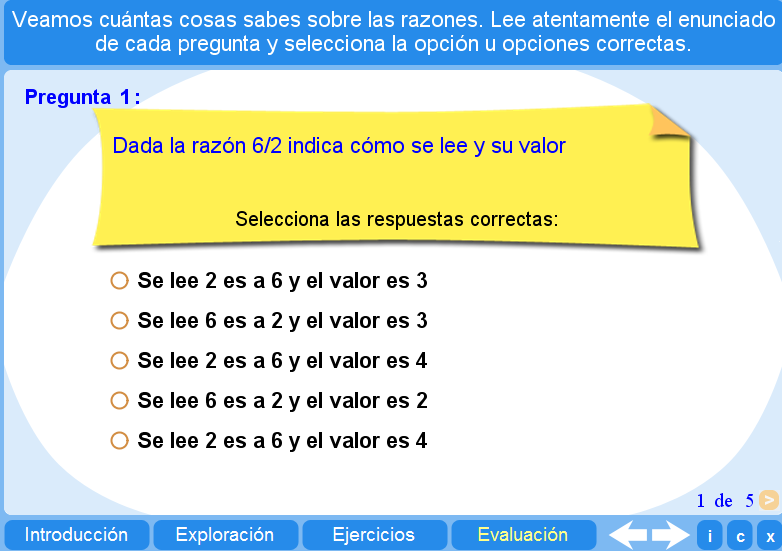 Veamos cuántas cosas sabes sobre las razones. Lee atentamente el enunciado
de cada pregunta y selecciona la opción u opciones correctas.
Pregunta 1:
Dada la razón 6/2 indica cómo se lee y su valor
Selecciona las respuestas correctas:
Se lee 2 es a 6 y el valor es 3
Se lee 6 es a 2 y el valor es 3
Se lee 2 es a 6 y el valor es 4
Se lee 6 es a 2 y el valor es 2
Se lee 2 es a 6 y el valor es 4
1 de 5 >
Introducción Exploración Ejercicios Evaluación i c x